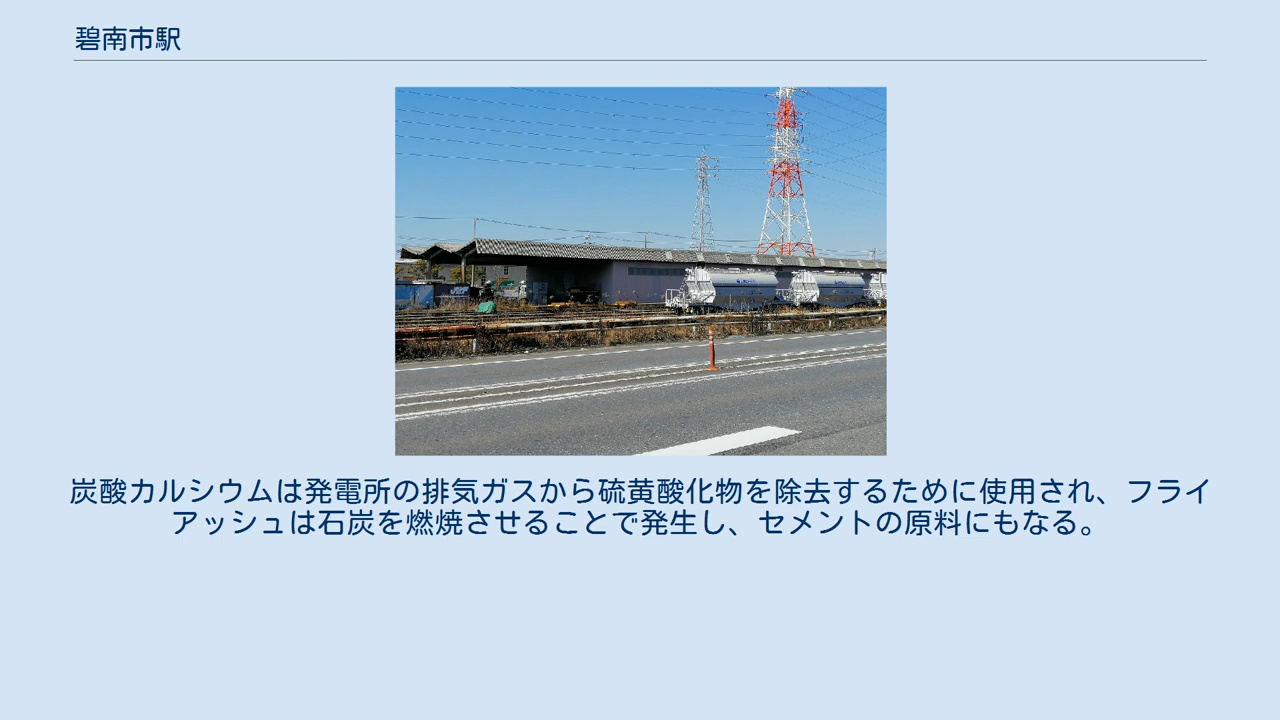 碧南市駅
炭酸カルシウムは発電所の排気ガスから硫黄酸化物を除去するために使用され、フライ
アッシュは石炭を燃焼させることで発生し、セメントの原料にもなる。